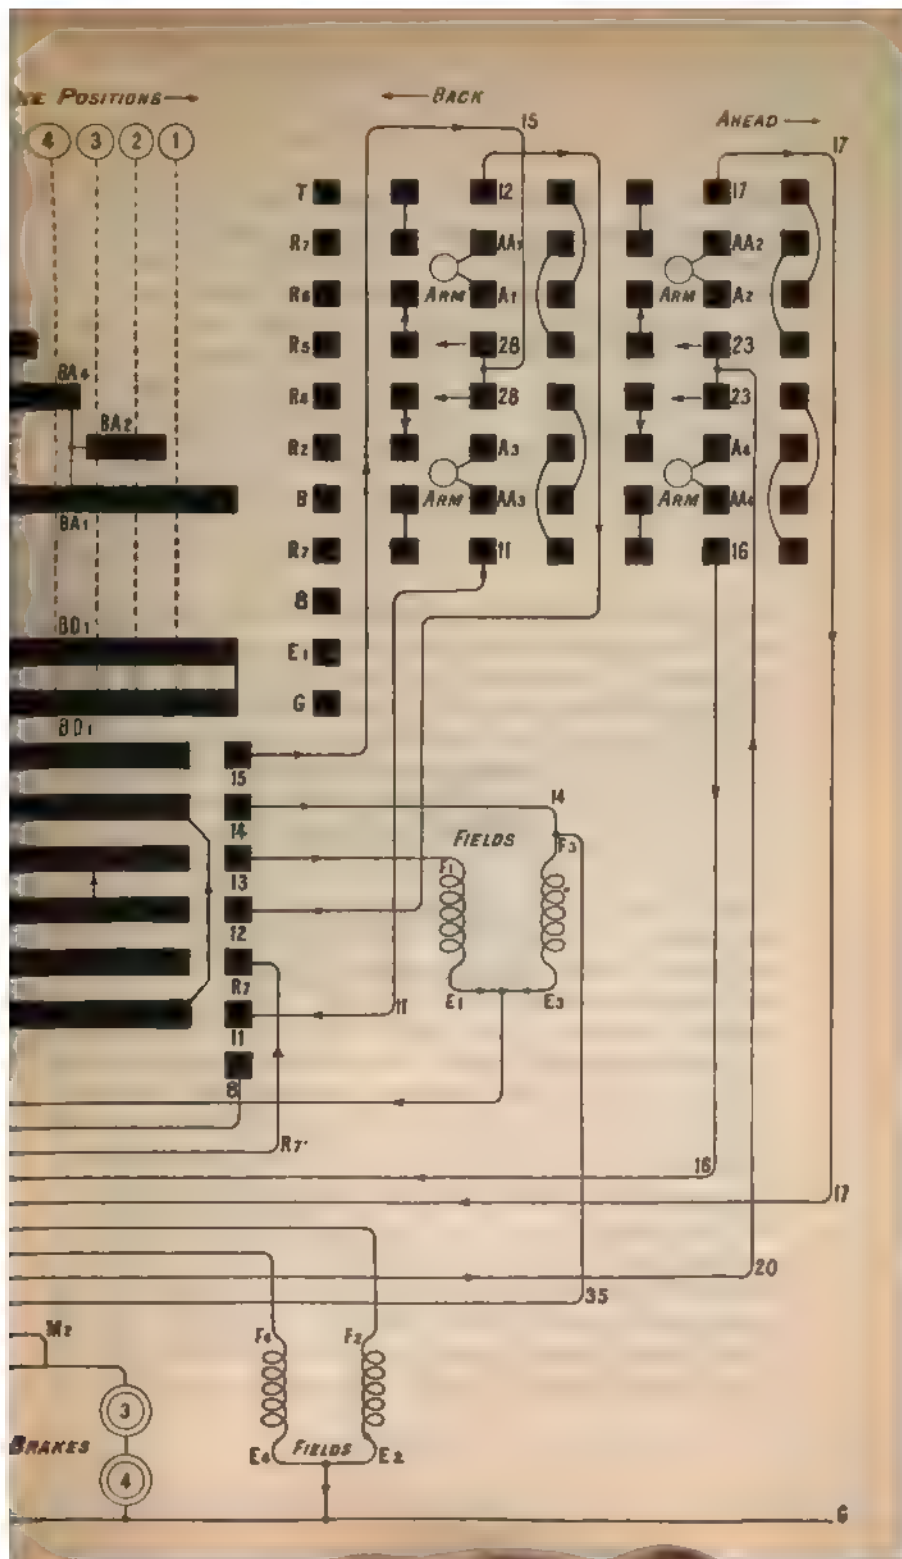 POSITIONS
BACK
AHEAD
4 3 2 1
15
17
T 12 17
R7 AA1 AA2
R6 ARM A1 ARM A2
R5 28 23
BA4
R8 28 23
BA2
R2 A3 A4
B ARM AA3 ARM AA4
BA1
R7 11 16
8
BD1
E1
G
BD1
15
14
14
FIELDS
F3
F1
13
12
R7
E1 E3
11
11
8
R7
16
17
20
35
M2
F4 F2
3
BRAKES
E4 FIELDS E2
4
G